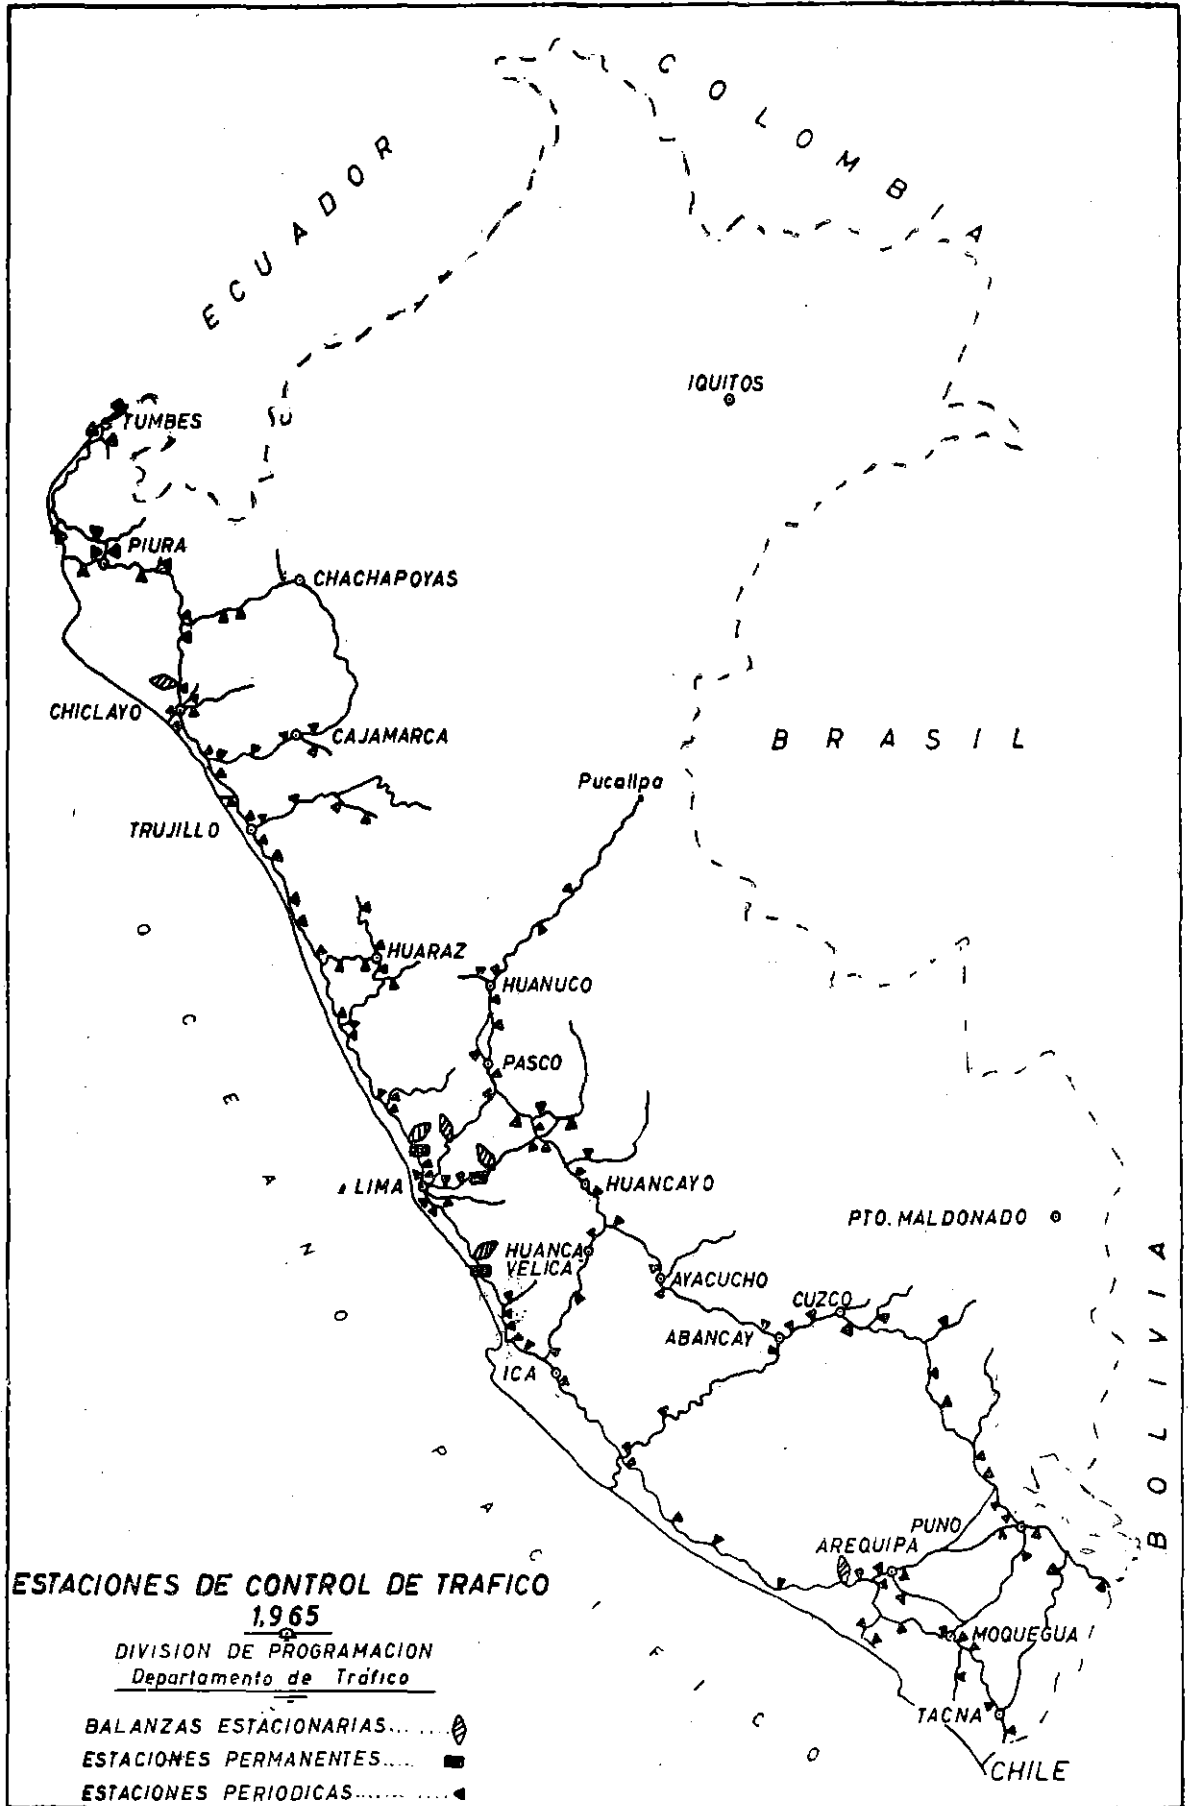 COLOMBIA
ECUADOR
IQUITOS
TUMBES
PIURA
CHACHAPOYAS
CHICLAYO
CAJAMARCA
BRASIL
Pucallpa
TRUJILLO
HUARAZ
HUANUCO
PASCO
LIMA
HUANCAYO
PTO. MALDONADO
HUANCA
VELICA
AYACUCHO
CUZCO
ABANCAY
ICA
BOLIVIA
OCEANO PACIFICO
PUNO
AREQUIPA
MOQUEGUA
TACNA
CHILE
ESTACIONES DE CONTROL DE TRAFICO
1,965
DIVISION DE PROGRAMACION
Departamento de Tráfico
BALANZAS ESTACIONARIAS.......
ESTACIONES PERMANENTES.....
ESTACIONES PERIODICAS...........